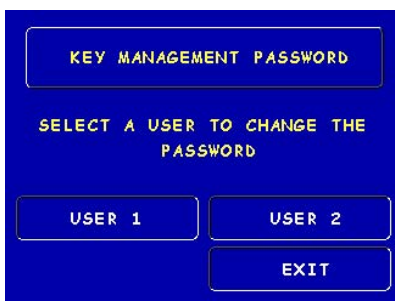 KEY MANAGEMENT PASSWORD
SELECT A USER TO CHANGE THE
PASSWORD
USER 1 USER 2
EXIT